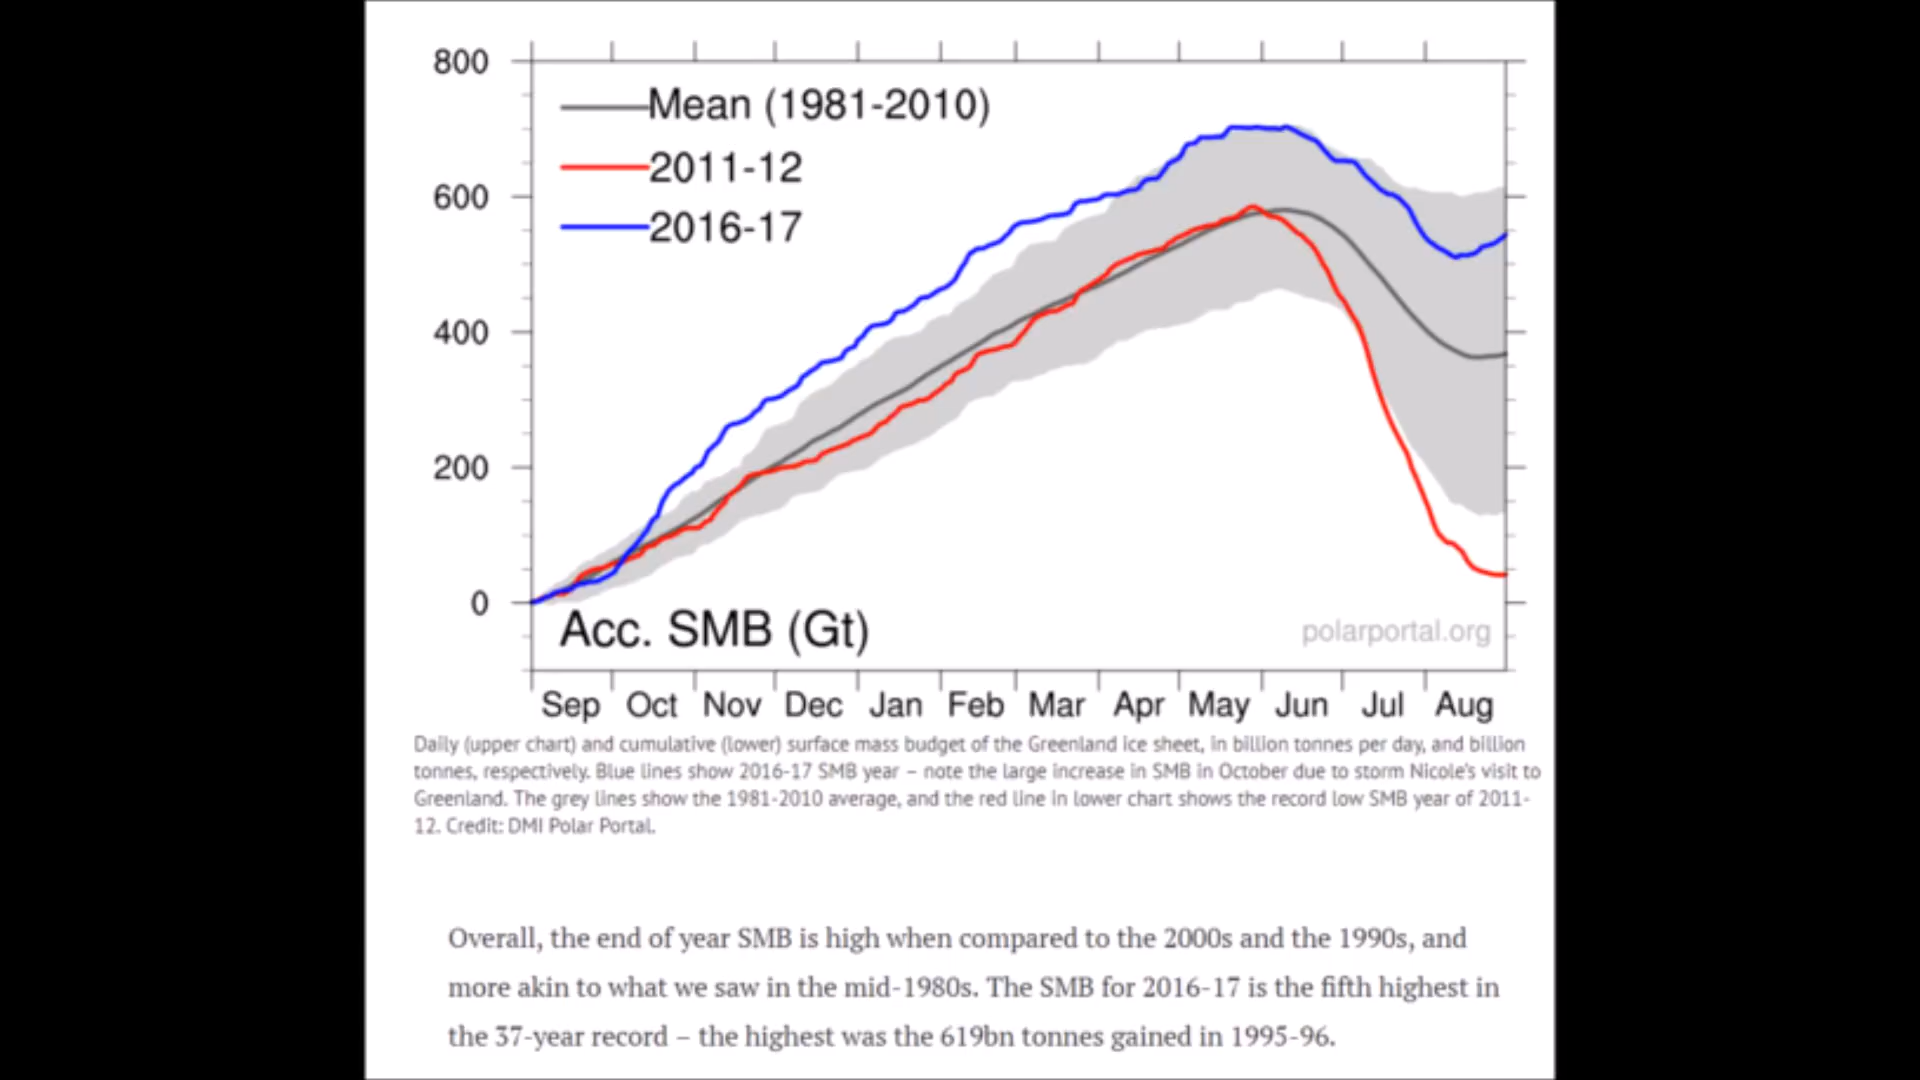 800
Mean (1981-2010)
2011-12
600
2016-17
400
200
0
Acc. SMB (Gt)
polarportal.org
Sep Oct Nov Dec Jan Feb Mar Apr May Jun Jul Aug
Daily (upper chart) and cumulative (lower) surface mass budget of the Greenland ice sheet, in billion tonnes per day, and billion
tonnes, respectively. Blue lines show 2016-17 SMB year – note the large increase in SMB in October due to storm Nicole's visit to
Greenland. The grey lines show the 1981-2010 average, and the red line in lower chart shows the record low SMB year of 2011-
12. Credit: DMI Polar Portal.
Overall, the end of year SMB is high when compared to the 2000s and the 1990s, and
more akin to what we saw in the mid-1980s. The SMB for 2016-17 is the fifth highest in
the 37-year record – the highest was the 619bn tonnes gained in 1995-96.